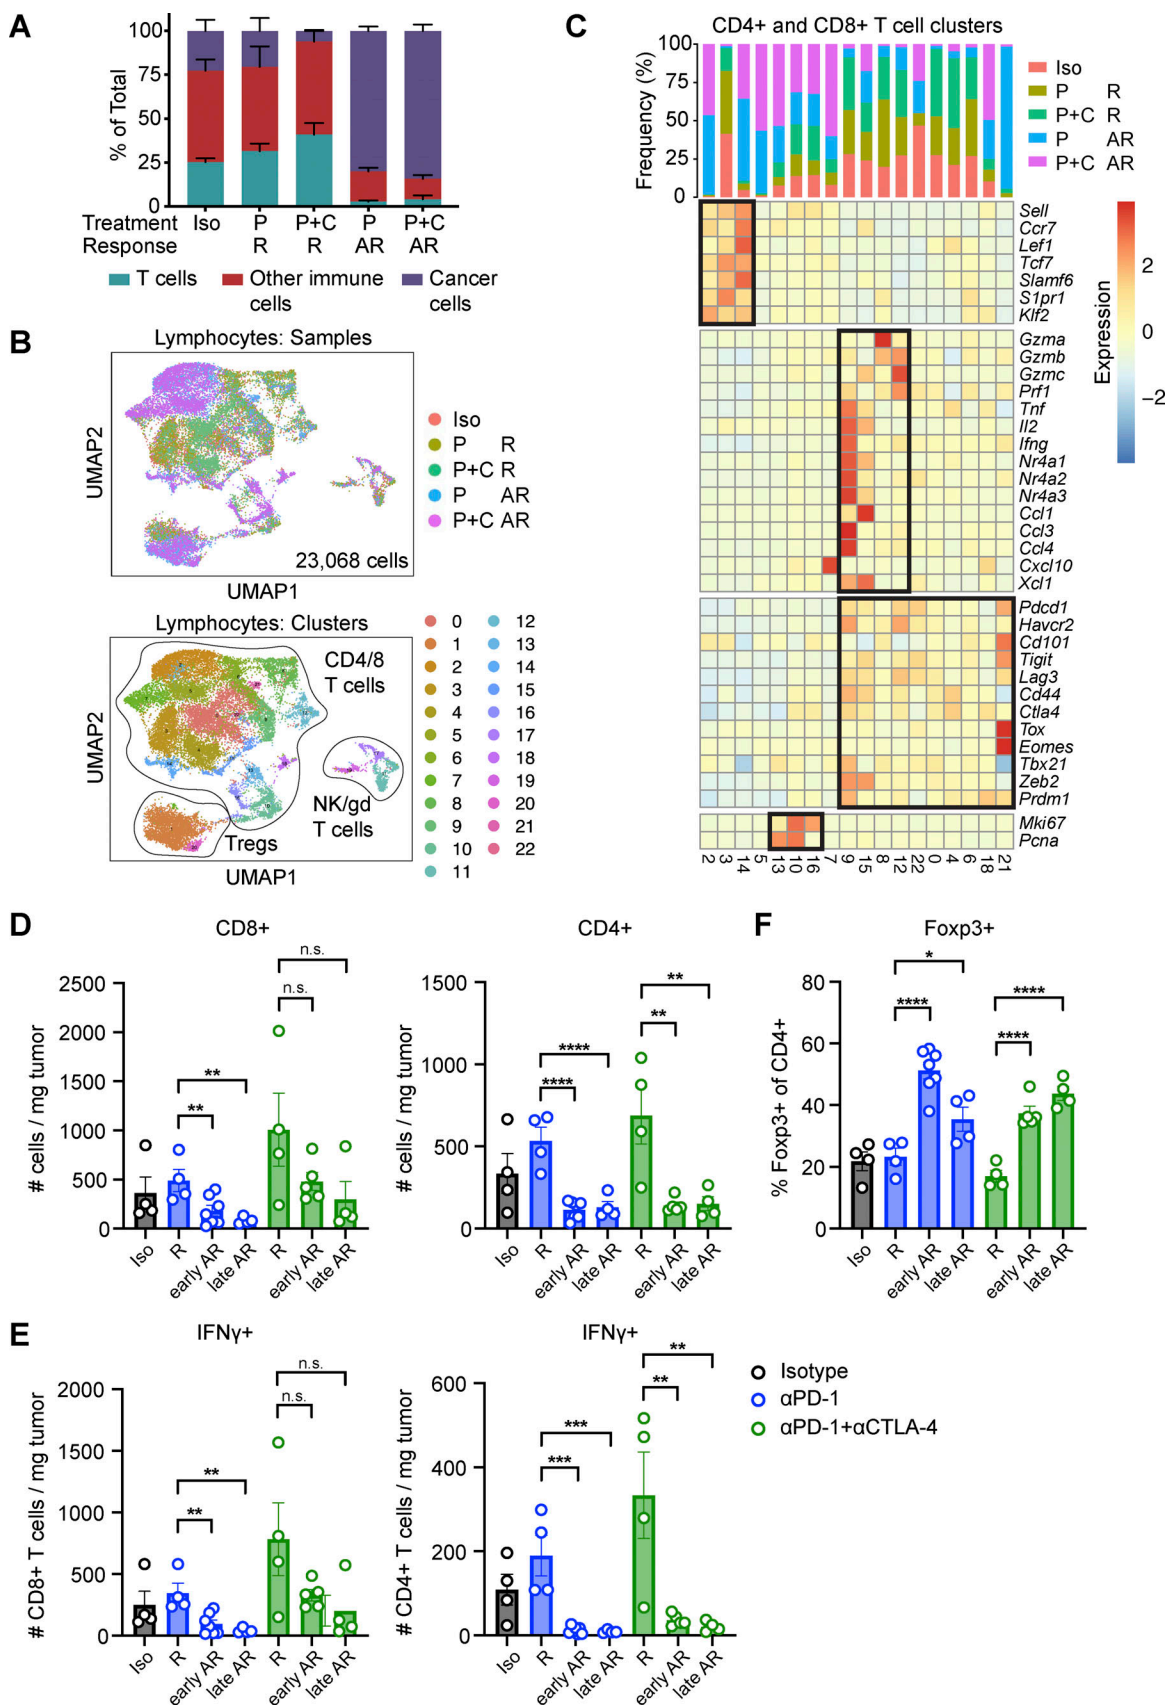 A
100
75
50
25
0
% of Total
Treatment Iso P P+C P P+C
Response R R AR AR
T cells Other immune cells Cancer cells
B
Lymphocytes: Samples
UMAP2
23,068 cells
UMAP1
Iso
P R
P+C R
P AR
P+C AR
Lymphocytes: Clusters
CD4/8
T cells
NK/gd
T cells
Tregs
UMAP2
UMAP1
0 12
1 13
2 14
3 15
4 16
5 17
6 18
7 19
8 20
9 21
10 22
11
C
CD4+ and CD8+ T cell clusters
100
75
50
25
0
Frequency (%)
Iso
P R
P+C R
P AR
P+C AR
Sell
Ccr7
Lef1
Tcf7
Slamf6
S1pr1
Klf2
Gzma
Gzmb
Gzmc
Prf1
Tnf
Il2
Ifng
Nr4a1
Nr4a2
Nr4a3
Ccl1
Ccl3
Ccl4
Cxcl10
Xcl1
Pdcd1
Havcr2
Cd101
Tigit
Lag3
Cd44
Ctla4
Tox
Eomes
Tbx21
Zeb2
Prdm1
Mki67
Pcna
2 3 14 5 13 10 16 7 9 15 8 12 22 0 4 6 18 21
Expression
2
0
−2
D
CD8+
# cells / mg tumor
2500
2000
1500
1000
500
0
n.s.
n.s.
**
**
Iso R early AR late AR R early AR late AR
CD4+
# cells / mg tumor
1500
1000
500
0
**
**
****
****
Iso R early AR late AR R early AR late AR
F
Foxp3+
% Foxp3+ of CD4+
80
60
40
20
0
*
****
****
****
Iso R early AR late AR R early AR late AR
E
IFNγ+
# CD8+ T cells / mg tumor
2000
1500
1000
500
0
n.s.
n.s.
**
**
Iso R early AR late AR R early AR late AR
IFNγ+
# CD4+ T cells / mg tumor
600
400
200
0
**
**
***
***
Iso R early AR late AR R early AR late AR
Isotype
αPD-1
αPD-1+αCTLA-4